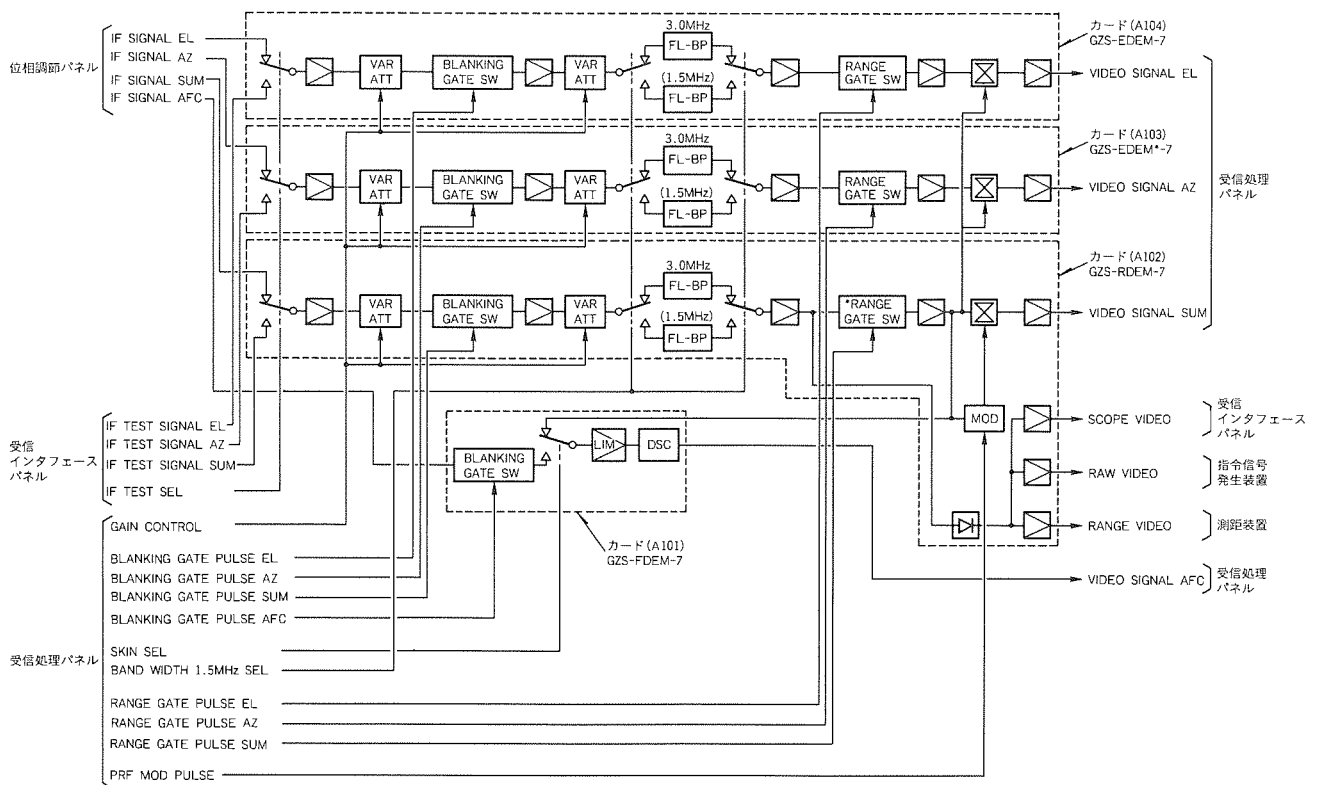 位相調節パネル
IF SIGNAL EL
IF SIGNAL AZ
IF SIGNAL SUM
IF SIGNAL AFC
3.0MHz
FL-BP
(1.5MHz)
FL-BP
VAR ATT
BLANKING GATE SW
VAR ATT
RANGE GATE SW
カード(A104)
GZS-EDEM-7
VIDEO SIGNAL EL
3.0MHz
FL-BP
(1.5MHz)
FL-BP
VAR ATT
BLANKING GATE SW
VAR ATT
RANGE GATE SW
カード(A103)
GZS-EDEM*-7
VIDEO SIGNAL AZ
受信処理
パネル
3.0MHz
FL-BP
(1.5MHz)
FL-BP
VAR ATT
BLANKING GATE SW
VAR ATT
*RANGE GATE SW
カード(A102)
GZS-RDEM-7
VIDEO SIGNAL SUM
受信
インタフェース
パネル
IF TEST SIGNAL EL
IF TEST SIGNAL AZ
IF TEST SIGNAL SUM
IF TEST SEL
BLANKING GATE SW
LIM
DSC
カード(A101)
GZS-FDEM-7
MOD
SCOPE VIDEO
受信
インタフェース
パネル
RAW VIDEO
指令信号
発生装置
RANGE VIDEO
測距装置
VIDEO SIGNAL AFC
受信処理
パネル
受信処理パネル
GAIN CONTROL
BLANKING GATE PULSE EL
BLANKING GATE PULSE AZ
BLANKING GATE PULSE SUM
BLANKING GATE PULSE AFC
SKIN SEL
BAND WIDTH 1.5MHz SEL
RANGE GATE PULSE EL
RANGE GATE PULSE AZ
RANGE GATE PULSE SUM
PRF MOD PULSE